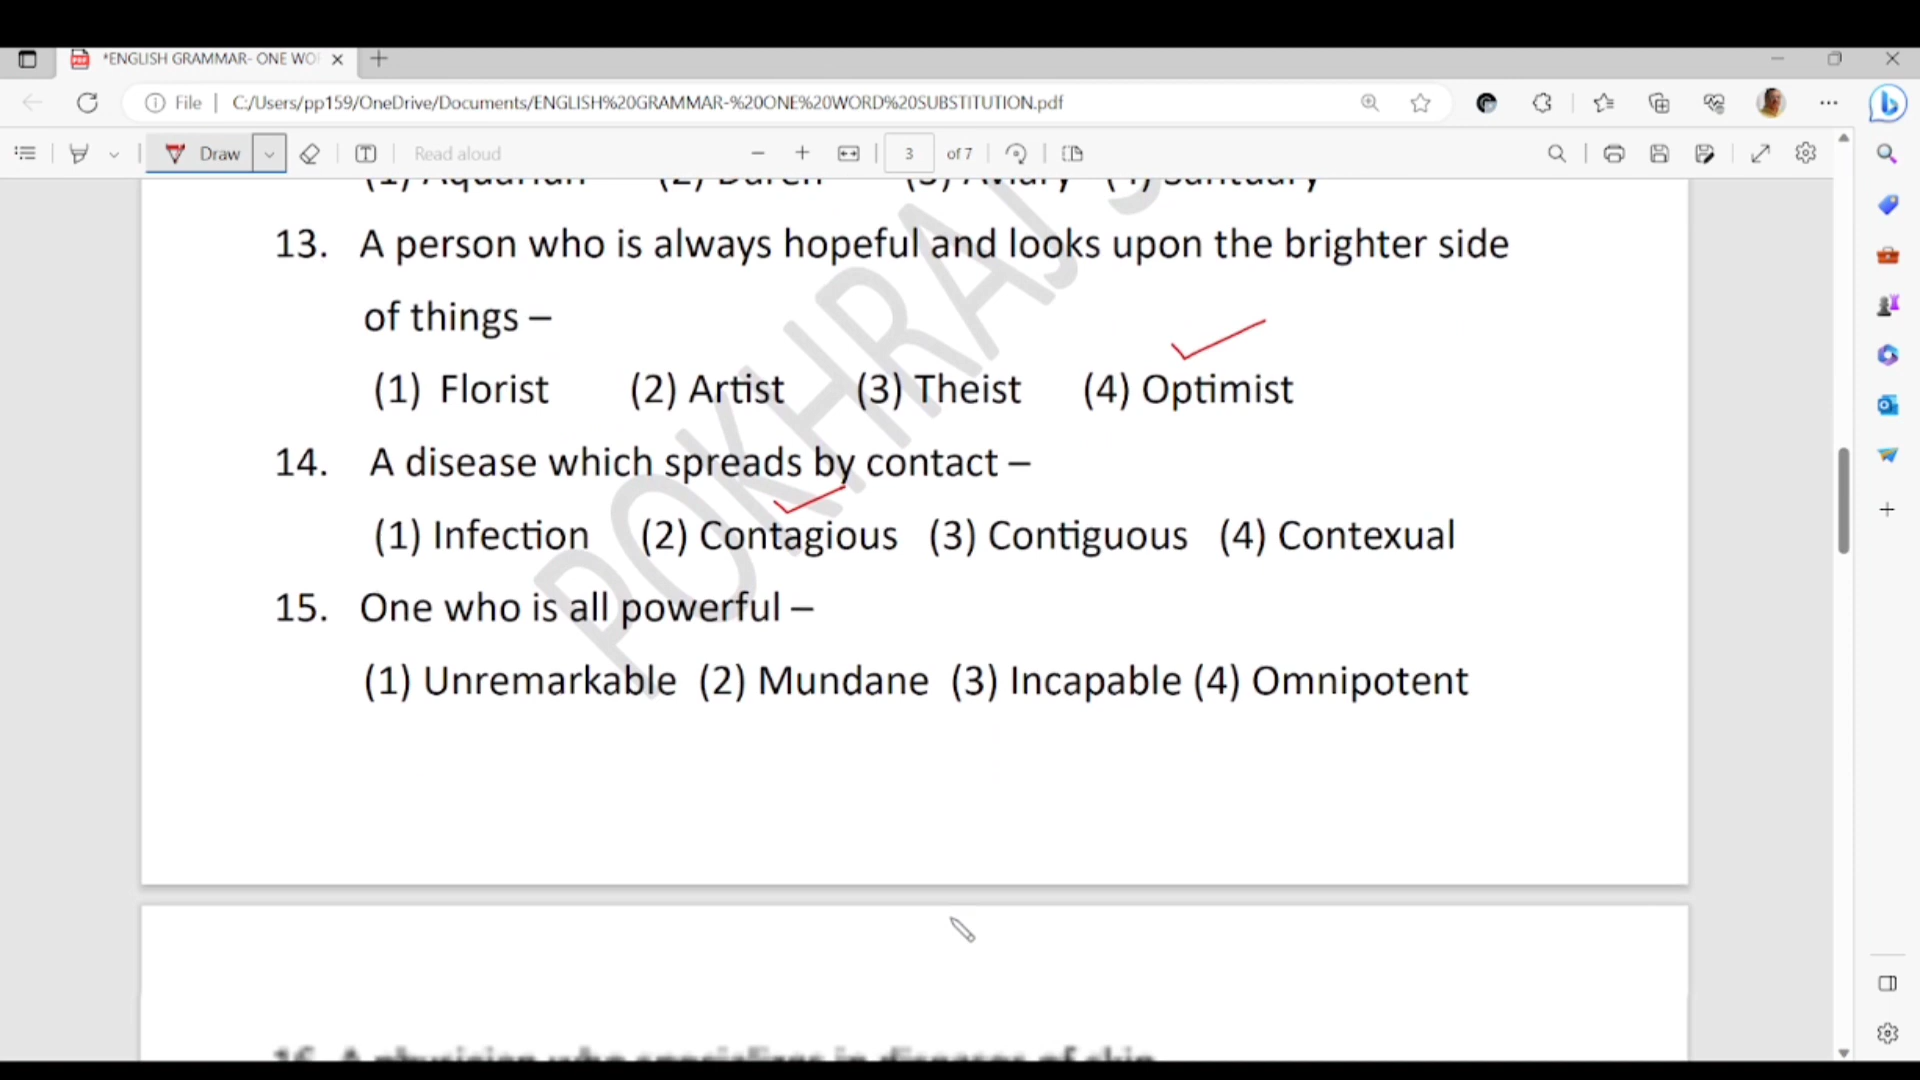 *ENGLISH GRAMMAR- ONE WO
File | C:/Users/pp159/OneDrive/Documents/ENGLISH%20GRAMMAR-%20ONE%20WORD%20SUBSTITUTION.pdf
Draw Read aloud 3 of 7
13. A person who is always hopeful and looks upon the brighter side
of things –
(1) Florist (2) Artist (3) Theist (4) Optimist
14. A disease which spreads by contact –
(1) Infection (2) Contagious (3) Contiguous (4) Contexual
15. One who is all powerful –
(1) Unremarkable (2) Mundane (3) Incapable (4) Omnipotent
POKHRAJ